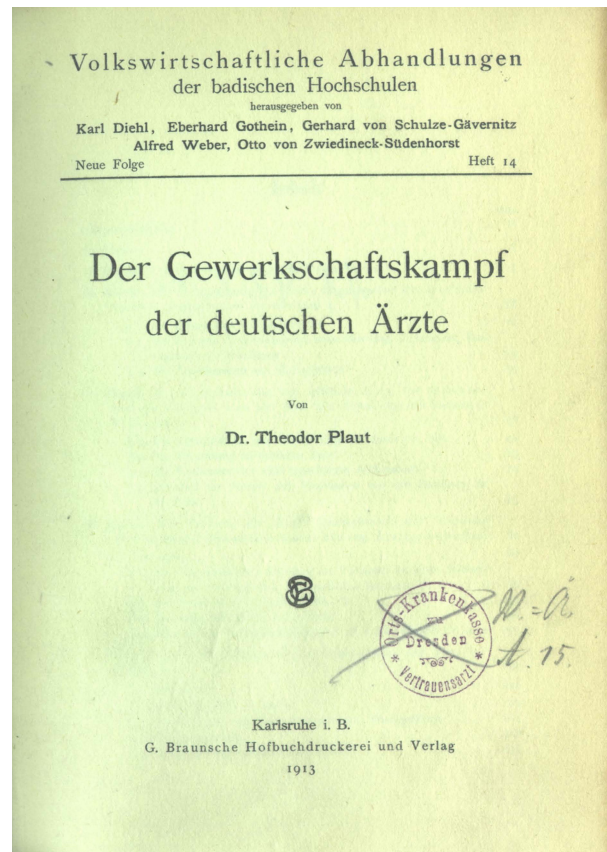 Volkswirtschaftliche Abhandlungen
der badischen Hochschulen
herausgegeben von
Karl Diehl, Eberhard Gothein, Gerhard von Schulze-Gävernitz
Alfred Weber, Otto von Zwiedineck-Südenhorst
Neue Folge Heft 14
Der Gewerkschaftskampf
der deutschen Ärzte
Von
Dr. Theodor Plaut
Orts-Krankenkasse
zu
Dresden
* Vertrauensarzt *
A. 15.
Karlsruhe i. B.
G. Braunsche Hofbuchdruckerei und Verlag
1913